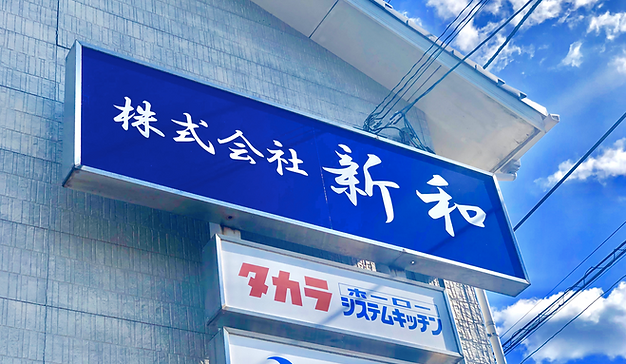 株式会社 新和
タカラ
ホーロー
システムキッチン